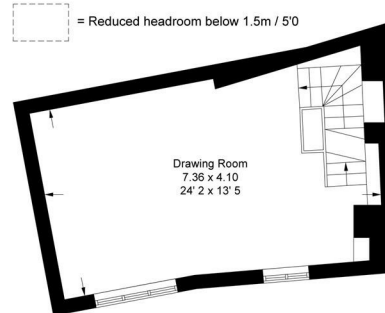 = Reduced headroom below 1.5m / 5'0
Drawing Room
7.36 x 4.10
24' 2 x 13' 5